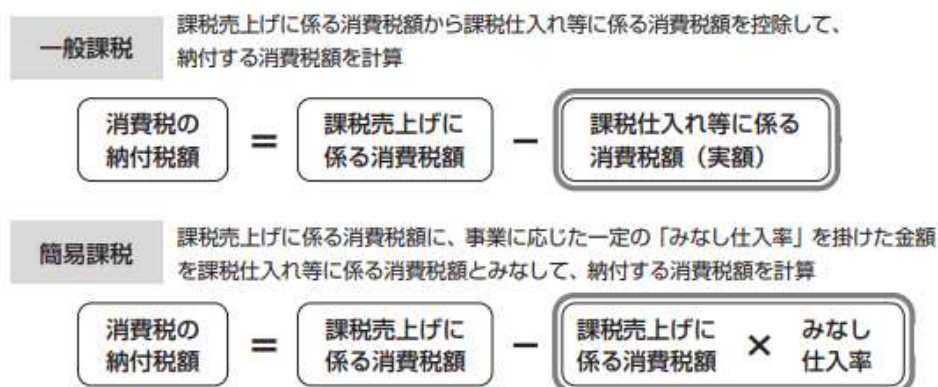 一般課税
課税売上げに係る消費税額から課税仕入れ等に係る消費税額を控除して、
納付する消費税額を計算
消費税の
納付税額
=
課税売上げに
係る消費税額
−
課税仕入れ等に係る
消費税額（実額）
簡易課税
課税売上げに係る消費税額に、事業に応じた一定の「みなし仕入率」を掛けた金額
を課税仕入れ等に係る消費税額とみなして、納付する消費税額を計算
消費税の
納付税額
=
課税売上げに
係る消費税額
−
課税売上げに
係る消費税額
×
みなし
仕入率